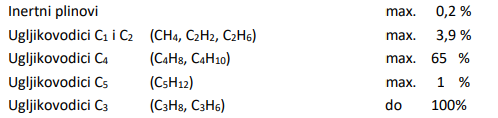 Inertni plinovi max. 0,2 %
Ugljikovodici C₁ i C₂ (CH₄, C₂H₂, C₂H₆) max. 3,9 %
Ugljikovodici C₄ (C₄H₈, C₄H₁₀) max. 65 %
Ugljikovodici C₅ (C₅H₁₂) max. 1 %
Ugljikovodici C₃ (C₃H₈, C₃H₆) do 100%